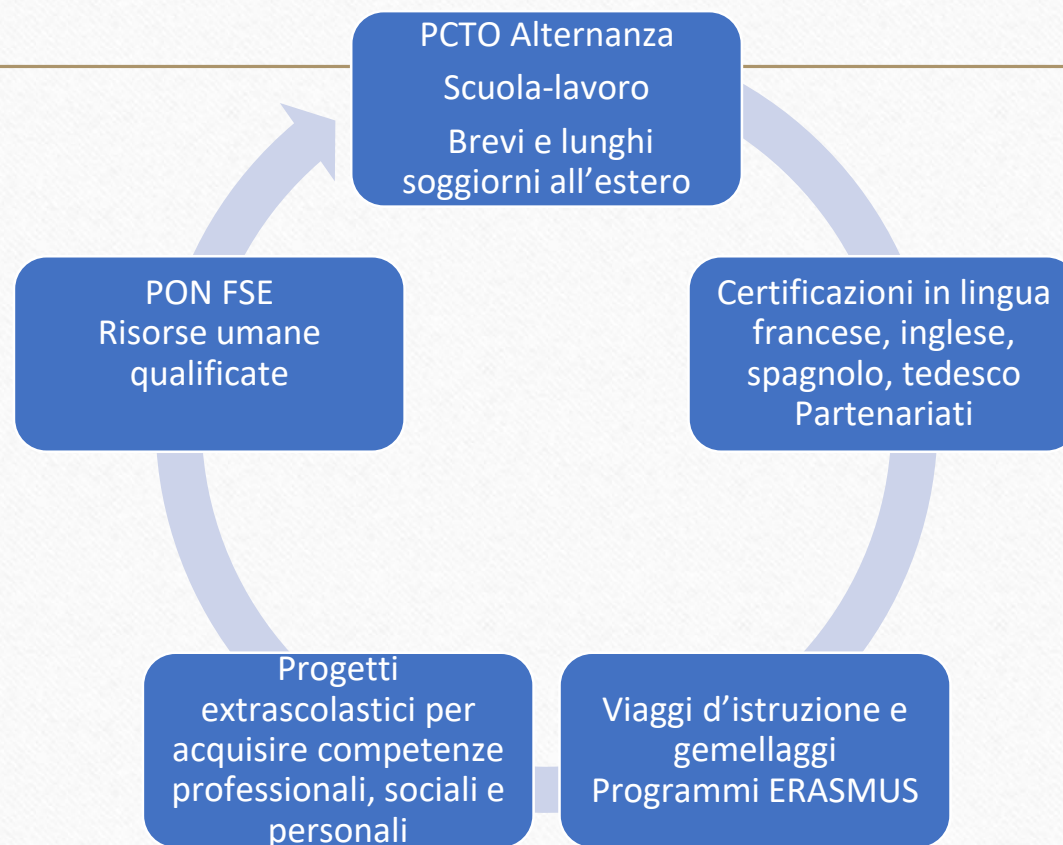 PCTO Alternanza
Scuola-lavoro
Brevi e lunghi
soggiorni all’estero
PON FSE
Risorse umane
qualificate
Certificazioni in lingua
francese, inglese,
spagnolo, tedesco
Partenariati
Progetti
extrascolastici per
acquisire competenze
professionali, sociali e
personali
Viaggi d’istruzione e
gemellaggi
Programmi ERASMUS